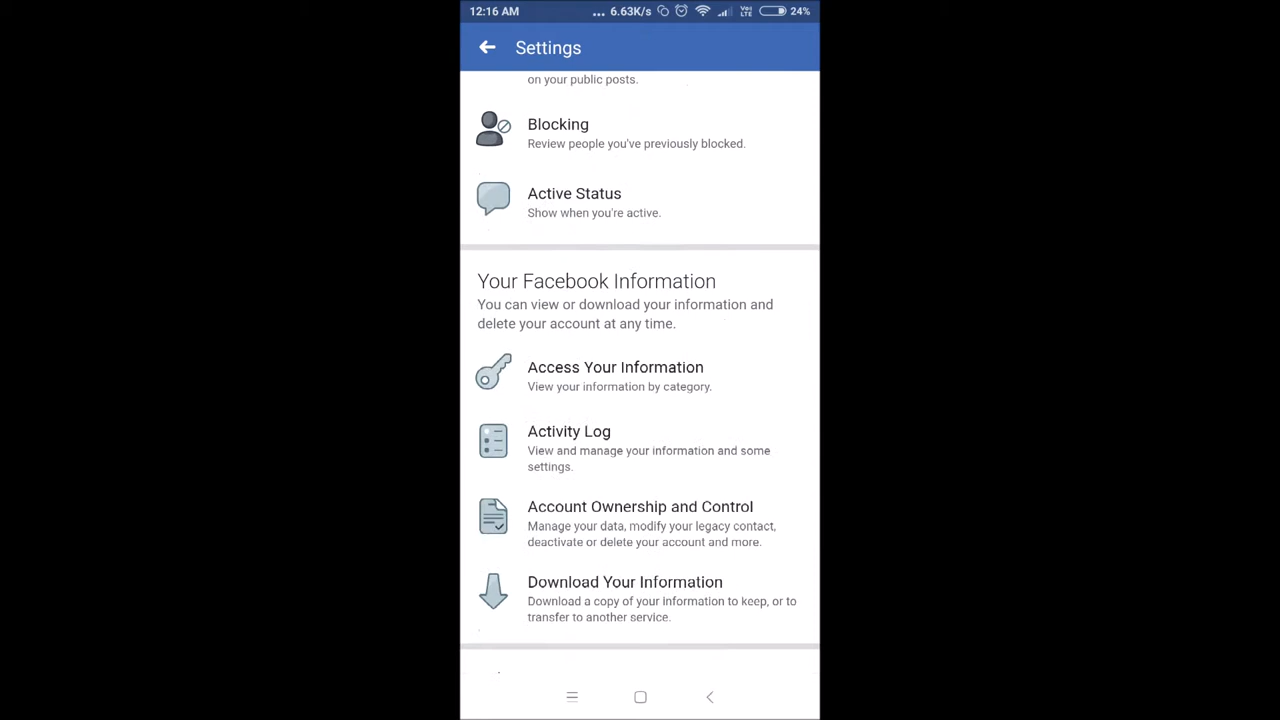 12:16 AM ... 6.63K/s VoI LTE 24%
Settings
on your public posts.
Blocking
Review people you've previously blocked.
Active Status
Show when you're active.
Your Facebook Information
You can view or download your information and
delete your account at any time.
Access Your Information
View your information by category.
Activity Log
View and manage your information and some
settings.
Account Ownership and Control
Manage your data, modify your legacy contact,
deactivate or delete your account and more.
Download Your Information
Download a copy of your information to keep, or to
transfer to another service.